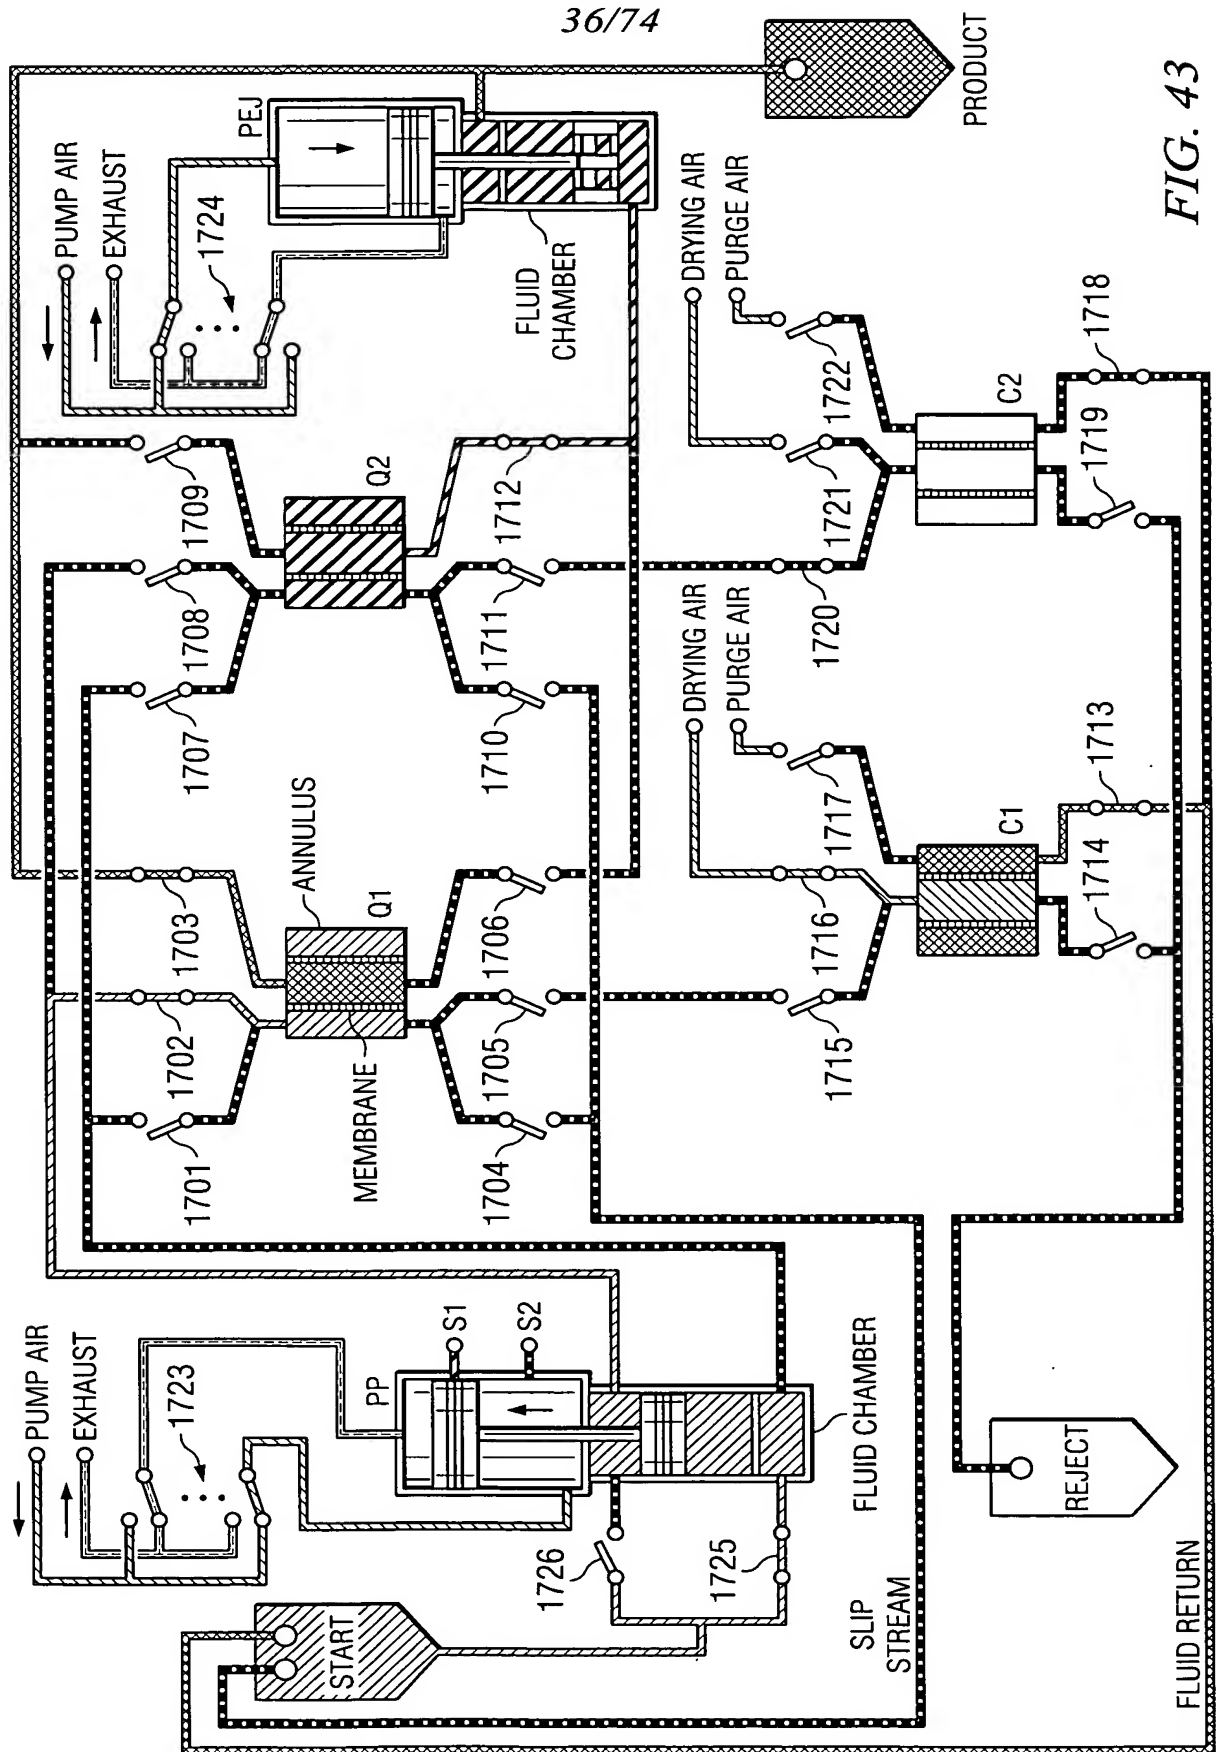 36/74
PUMP AIR
EXHAUST
1724
PEJ
FLUID
CHAMBER
PRODUCT
FIG. 43
1709
1708
1707
Q2
1712
1711
1710
DRYING AIR
PURGE AIR
1722
1721
1720
C2
1719
1718
1703
1702
1701
ANNULUS
Q1
MEMBRANE
1706
1705
1704
DRYING AIR
PURGE AIR
1717
1716
1715
C1
1714
1713
PUMP AIR
EXHAUST
1723
PP
S1
S2
FLUID CHAMBER
START
1726
1725
SLIP
STREAM
REJECT
FLUID RETURN